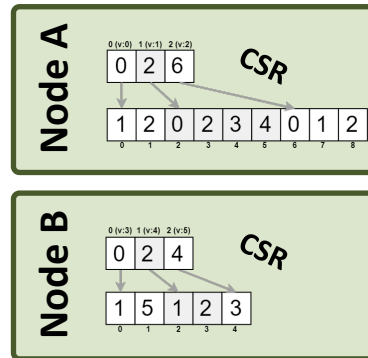 Node A
0 (v:0) 1 (v:1) 2 (v:2)
0 2 6
CSR
1 2 0 2 3 4 0 1 2
0 1 2 3 4 5 6 7 8
Node B
0 (v:3) 1 (v:4) 2 (v:5)
0 2 4
CSR
1 5 1 2 3
0 1 2 3 4